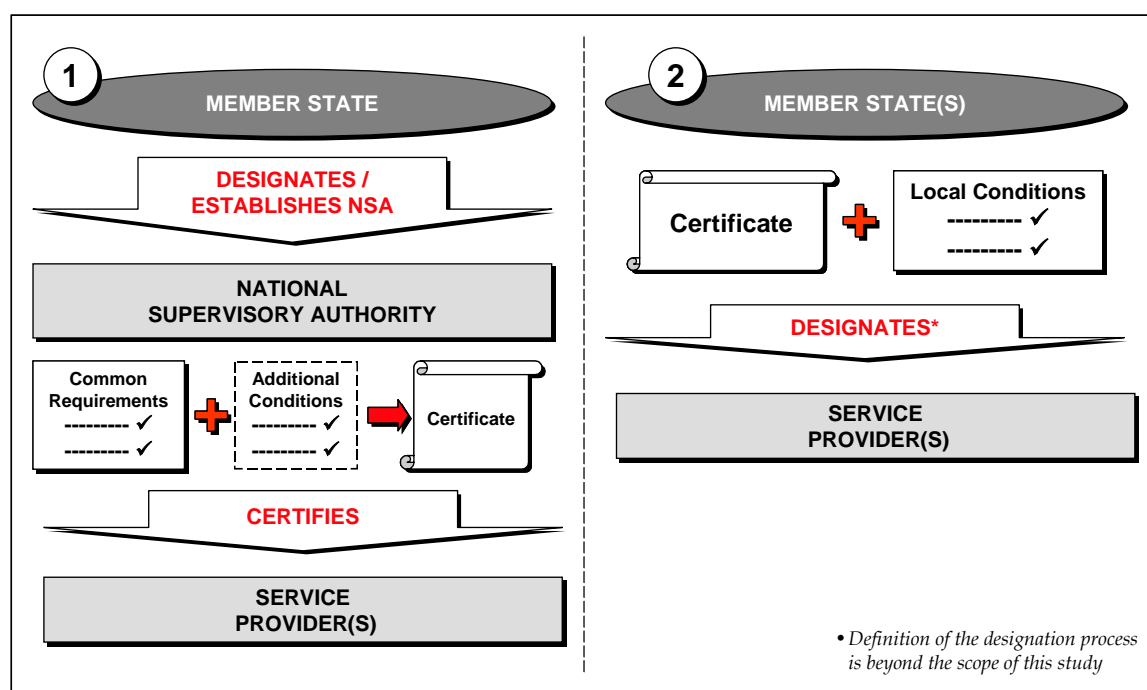 1
MEMBER STATE
DESIGNATES /
ESTABLISHES NSA
NATIONAL
SUPERVISORY AUTHORITY
Common
Requirements
--------- ✓
--------- ✓
Additional
Conditions
--------- ✓
--------- ✓
Certificate
CERTIFIES
SERVICE
PROVIDER(S)
2
MEMBER STATE(S)
Certificate
Local Conditions
--------- ✓
--------- ✓
DESIGNATES*
SERVICE
PROVIDER(S)
• Definition of the designation process
is beyond the scope of this study